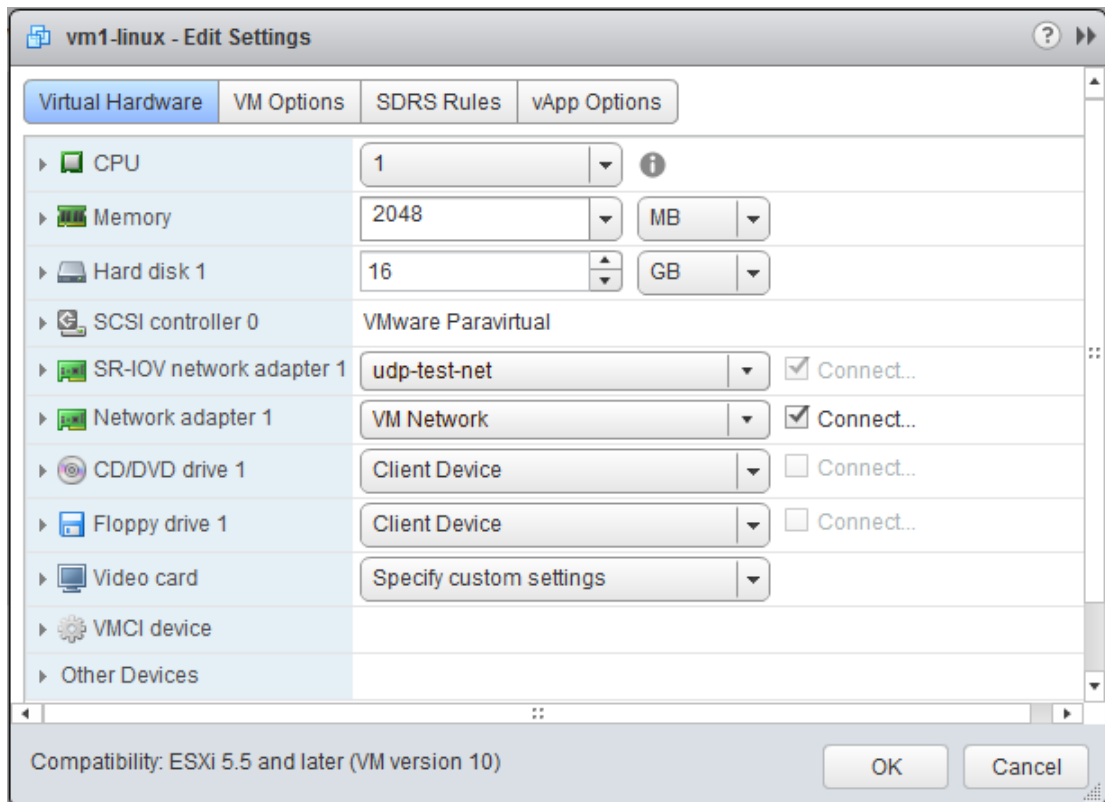 vm1-linux - Edit Settings
?
Virtual Hardware VM Options SDRS Rules vApp Options
CPU 1
Memory 2048 MB
Hard disk 1 16 GB
SCSI controller 0 VMware Paravirtual
SR-IOV network adapter 1 udp-test-net Connect...
Network adapter 1 VM Network Connect...
CD/DVD drive 1 Client Device Connect...
Floppy drive 1 Client Device Connect...
Video card Specify custom settings
VMCI device
Other Devices
Compatibility: ESXi 5.5 and later (VM version 10) OK Cancel